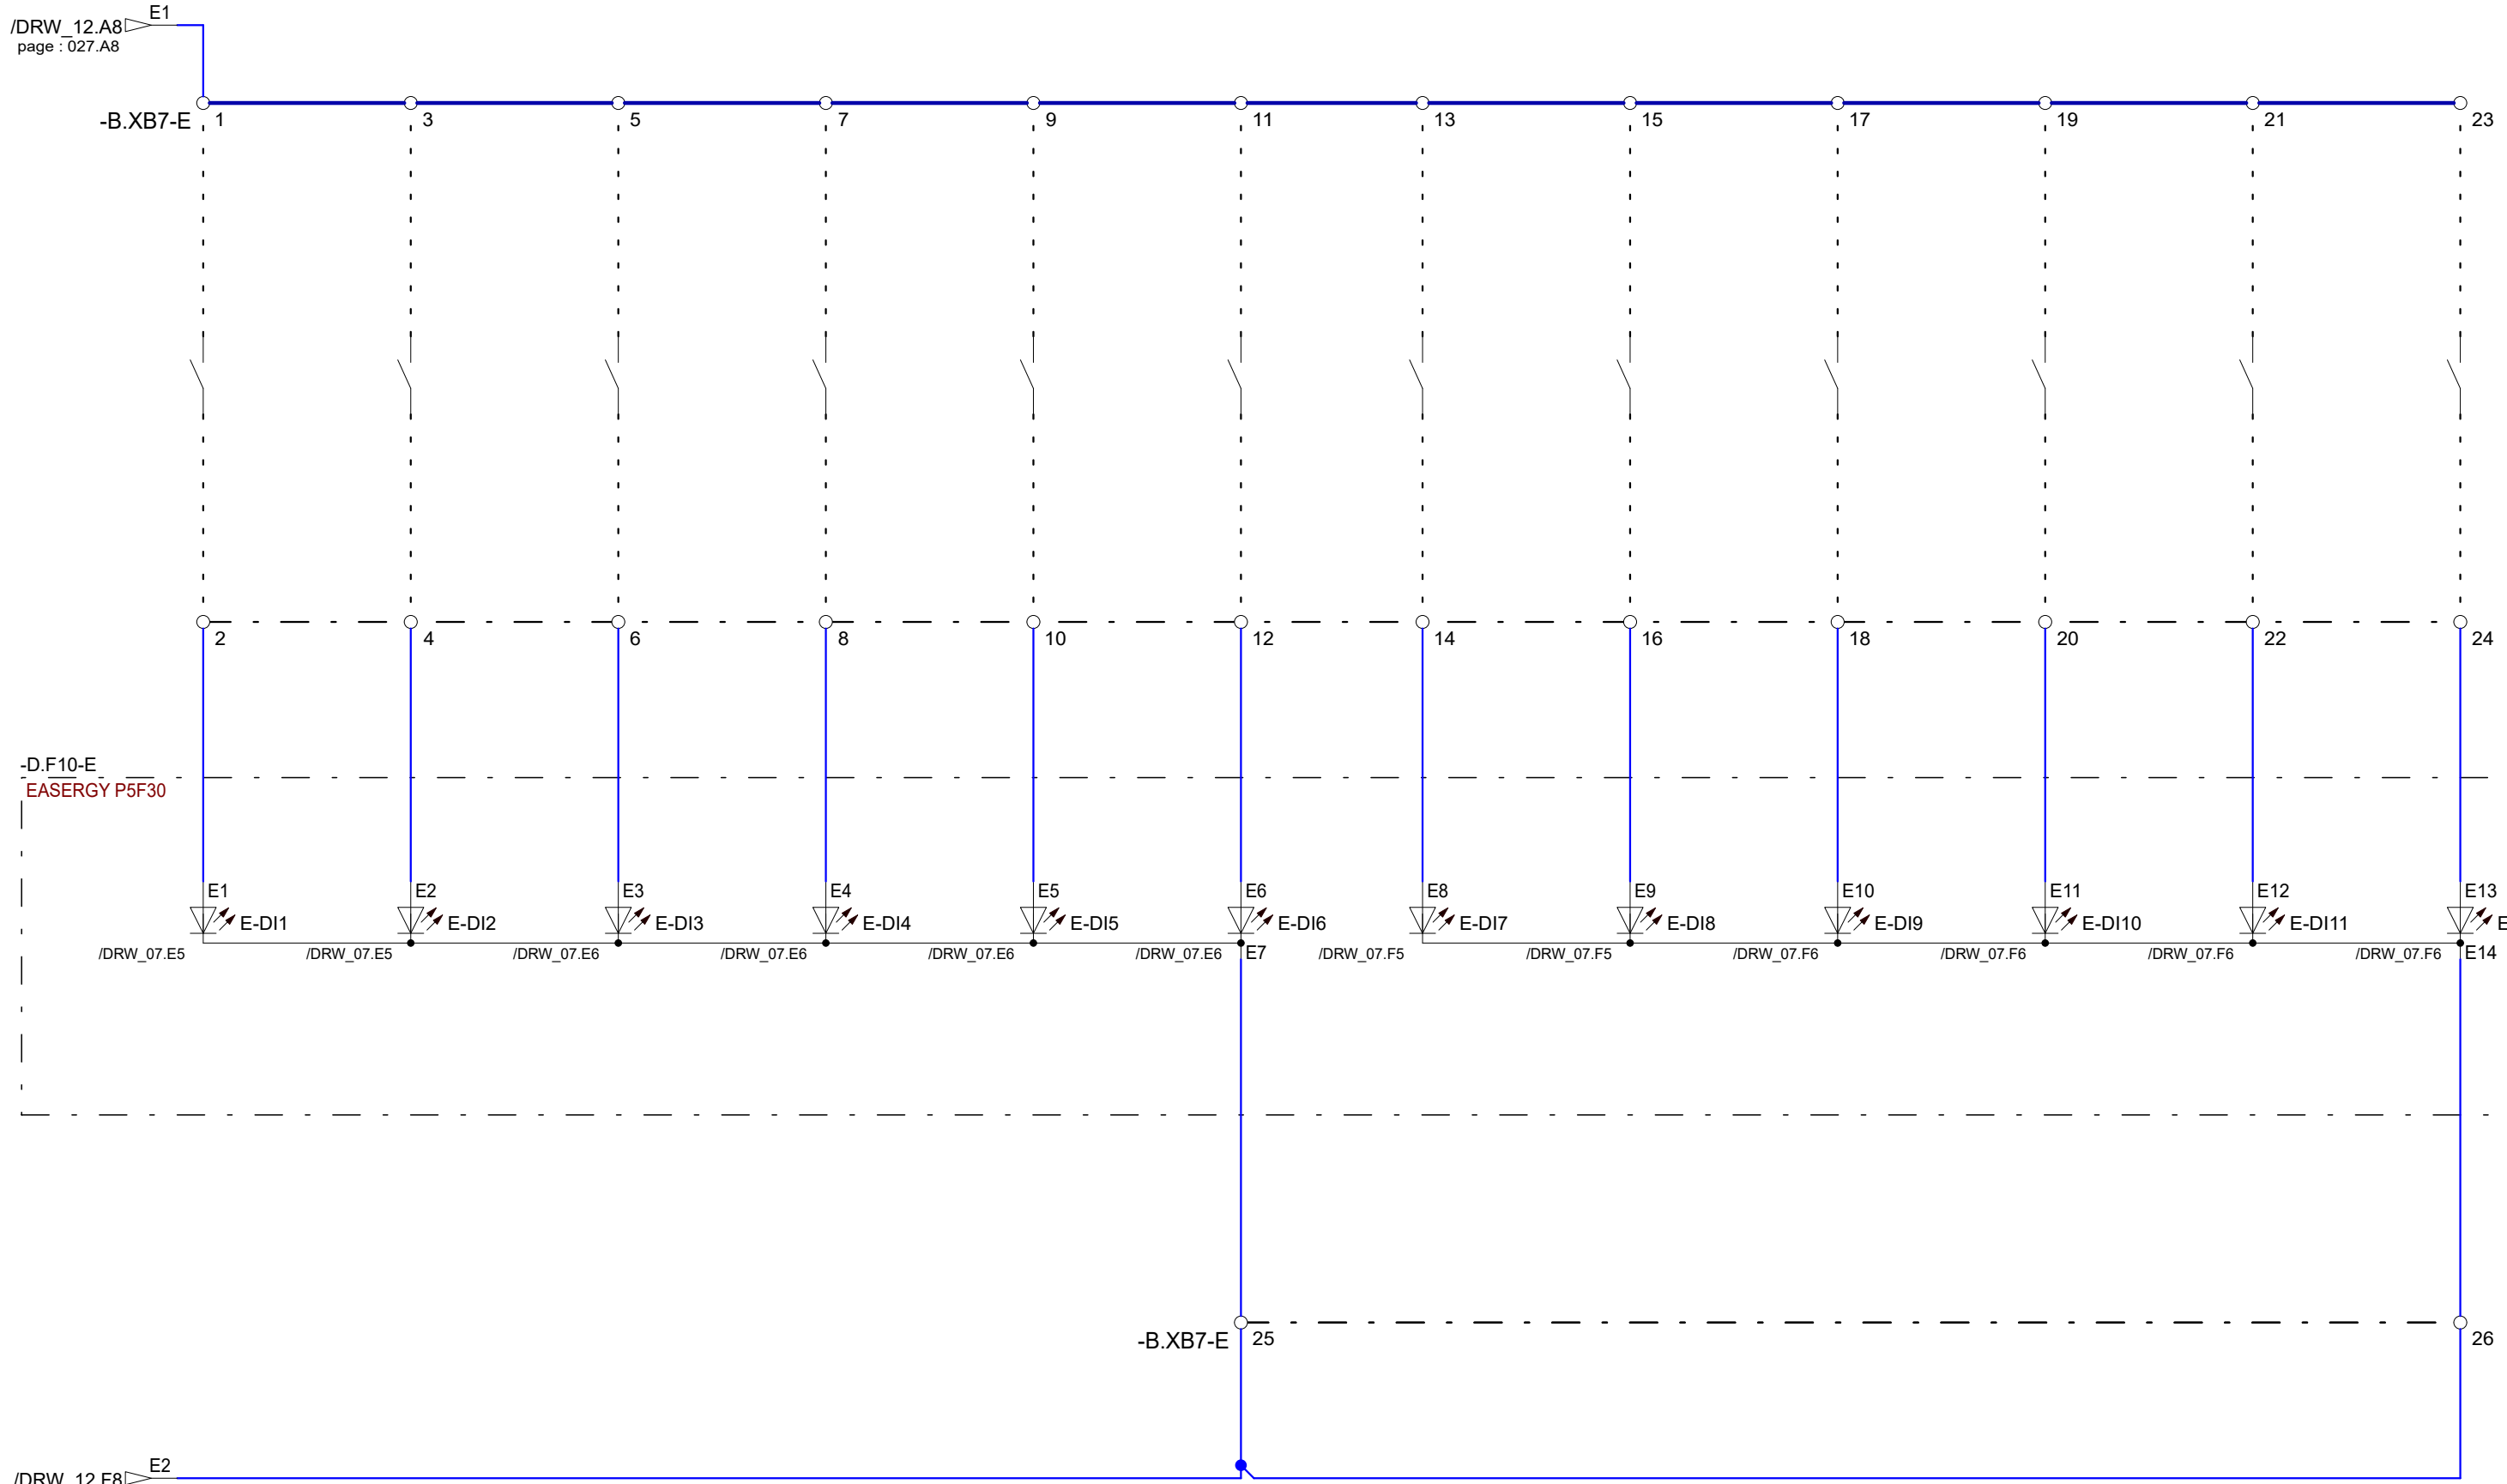 E1
/DRW_12.A8
page : 027.A8
-B.XB7-E 1 3 5 7 9 11 13 15 17 19 21 23
2 4 6 8 10 12 14 16 18 20 22 24
-D.F10-E
EASERGY P5F30
E1 E2 E3 E4 E5 E6 E8 E9 E10 E11 E12 E13
E-DI1 E-DI2 E-DI3 E-DI4 E-DI5 E-DI6 E-DI7 E-DI8 E-DI9 E-DI10 E-DI11 E
/DRW_07.E5 /DRW_07.E5 /DRW_07.E6 /DRW_07.E6 /DRW_07.E6 /DRW_07.E6 E7 /DRW_07.F5 /DRW_07.F5 /DRW_07.F6 /DRW_07.F6 /DRW_07.F6 /DRW_07.F6 E14
-B.XB7-E 25 26
E2
/DRW_12.F8